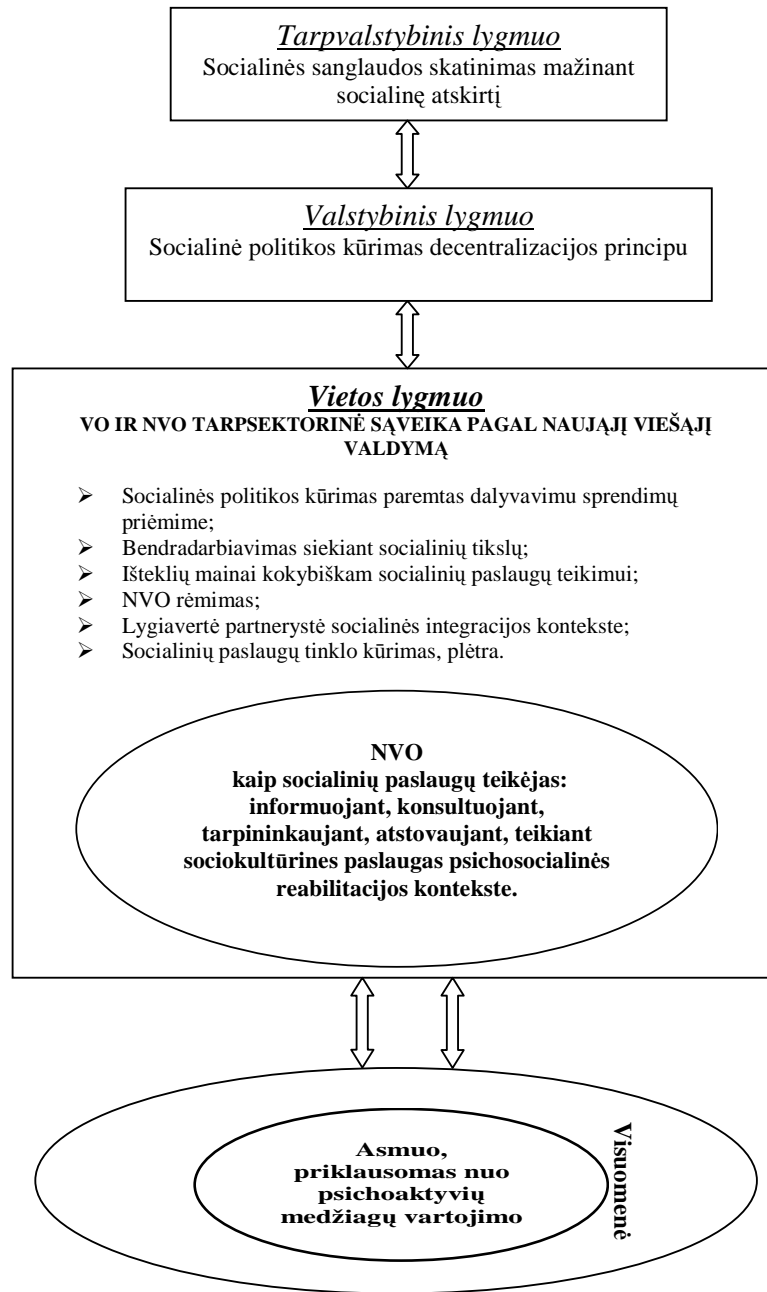 Tarpvalstybinis lygmuo
Socialinės sanglaudos skatinimas mažinant
socialinę atskirtį
Valstybinis lygmuo
Socialinė politikos kūrimas decentralizacijos principu
Vietos lygmuo
VO IR NVO TARPSEKTORINĖ SĄVEIKA PAGAL NAUJĄJĮ VIEŠĄJĮ
VALDYMĄ
➤ Socialinės politikos kūrimas paremtas dalyvavimu sprendimų
priėmime;
➤ Bendradarbiavimas siekiant socialinių tikslų;
➤ Išteklių mainai kokybiškam socialinių paslaugų teikimui;
➤ NVO rėmimas;
➤ Lygiavertė partnerystė socialinės integracijos kontekste;
➤ Socialinių paslaugų tinklo kūrimas, plėtra.
NVO
kaip socialinių paslaugų teikėjas:
informuojant, konsultuojant,
tarpininkaujant, atstovaujant, teikiant
sociokultūrines paslaugas psichosocialinės
reabilitacijos kontekste.
Asmuo,
priklausomas nuo
psichoaktyvių
medžiagų vartojimo
Visuomenė